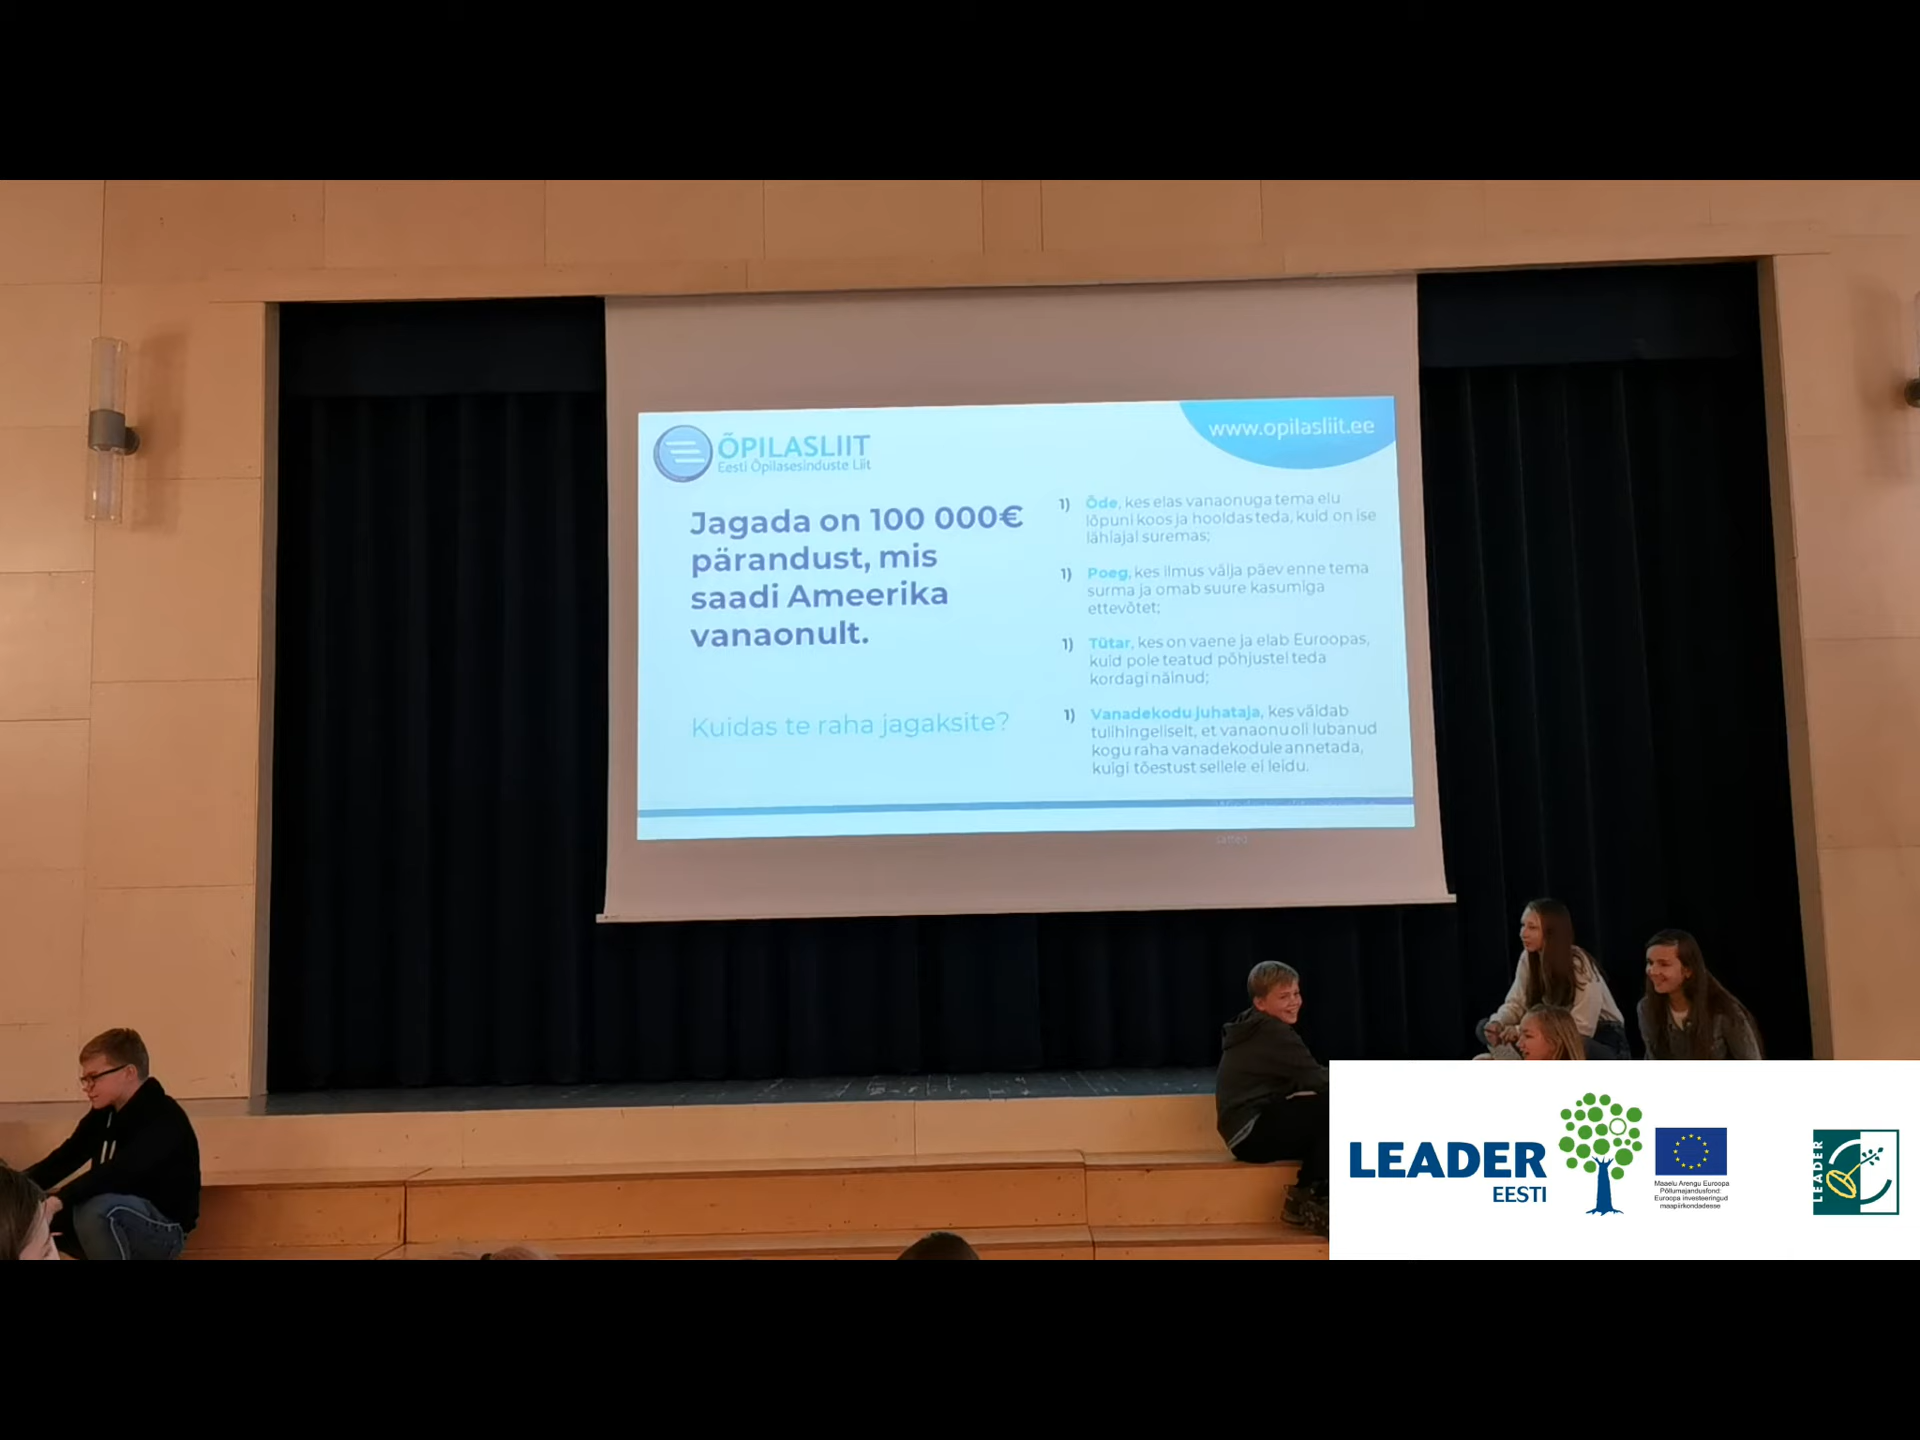 ÕPILASLIIT
Eesti Õpilasesinduste Liit
www.opilasliit.ee
Jagada on 100 000€
pärandust, mis
saadi Ameerika
vanaonult.
Kuidas te raha jagaksite?
1) Õde, kes elas vanaonuga tema elu
lõpuni koos ja hooldas teda, kuid on ise
lähiajal suremas;
1) Poeg, kes ilmus välja päev enne tema
surma ja omab suure kasumiga
ettevõtet;
1) Tütar, kes on vaene ja elab Euroopas,
kuid pole teatud põhjustel teda
kordagi näinud;
1) Vanadekodu juhataja, kes väidab
tulihingeliselt, et vanaonu oli lubanud
kogu raha vanadekodule annetada,
kuigi tõestust sellele ei leidu.
LEADER
EESTI
Maaelu Arengu Euroopa
Põllumajandusfond:
Euroopa investeeringud
maapiirkondadesse
LEADER